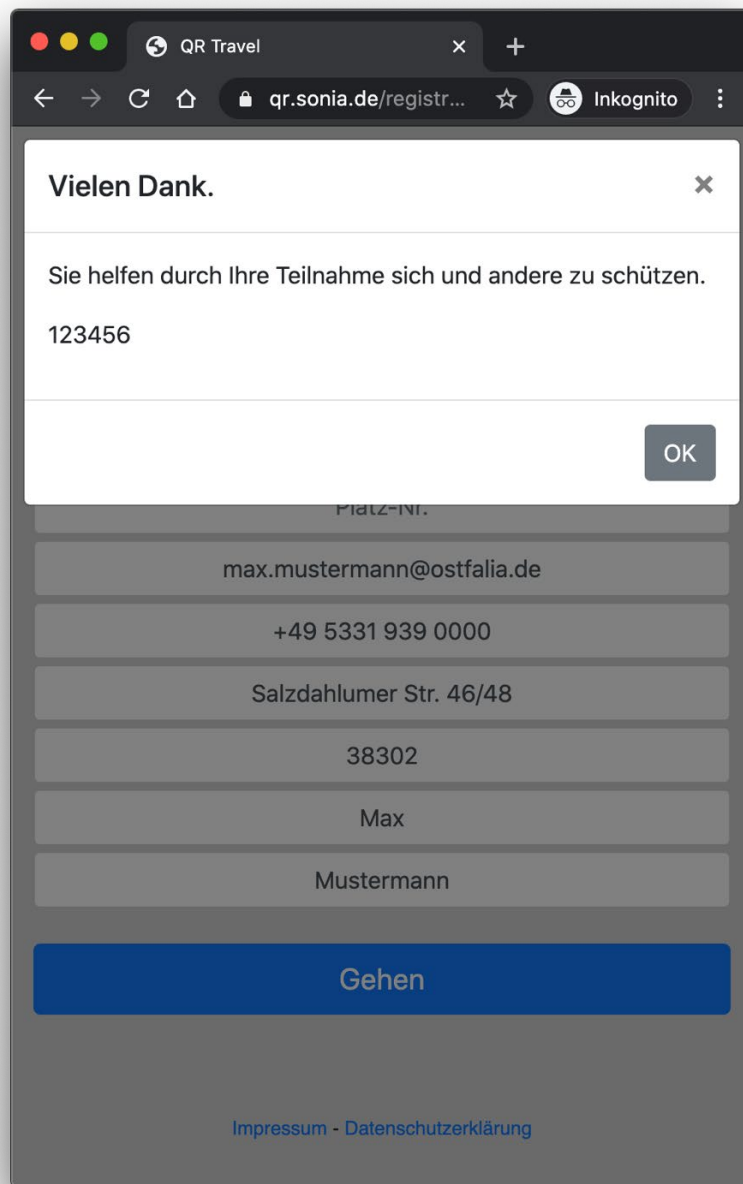 QR Travel
qr.sonia.de/registr... Inkognito
Vielen Dank.
Sie helfen durch Ihre Teilnahme sich und andere zu schützen.
123456
OK
Platz-Nr.
max.mustermann@ostfalia.de
+49 5331 939 0000
Salzdahlumer Str. 46/48
38302
Max
Mustermann
Gehen
Impressum - Datenschutzerklärung